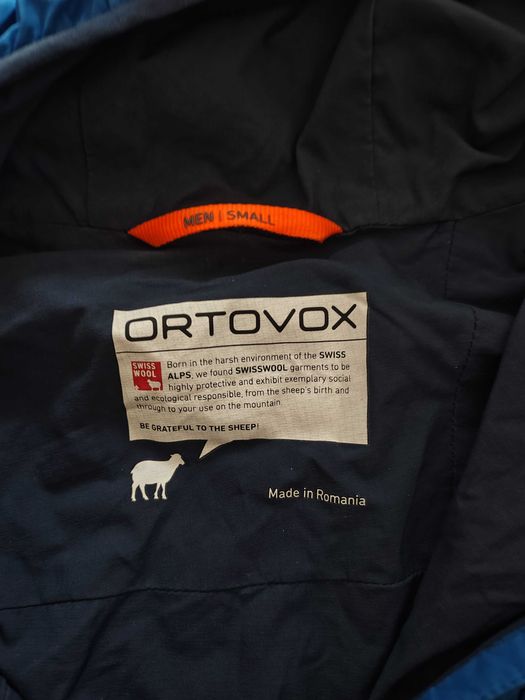 MEN | SMALL
ORTOVOX
SWISS
WOOL
Born in the harsh environment of the SWISS
ALPS, we found SWISSWOOL garments to be
highly protective and exhibit exemplary social
and ecological responsible, from the sheep's birth and
through to your use on the mountain
BE GRATEFUL TO THE SHEEP!
Made in Romania